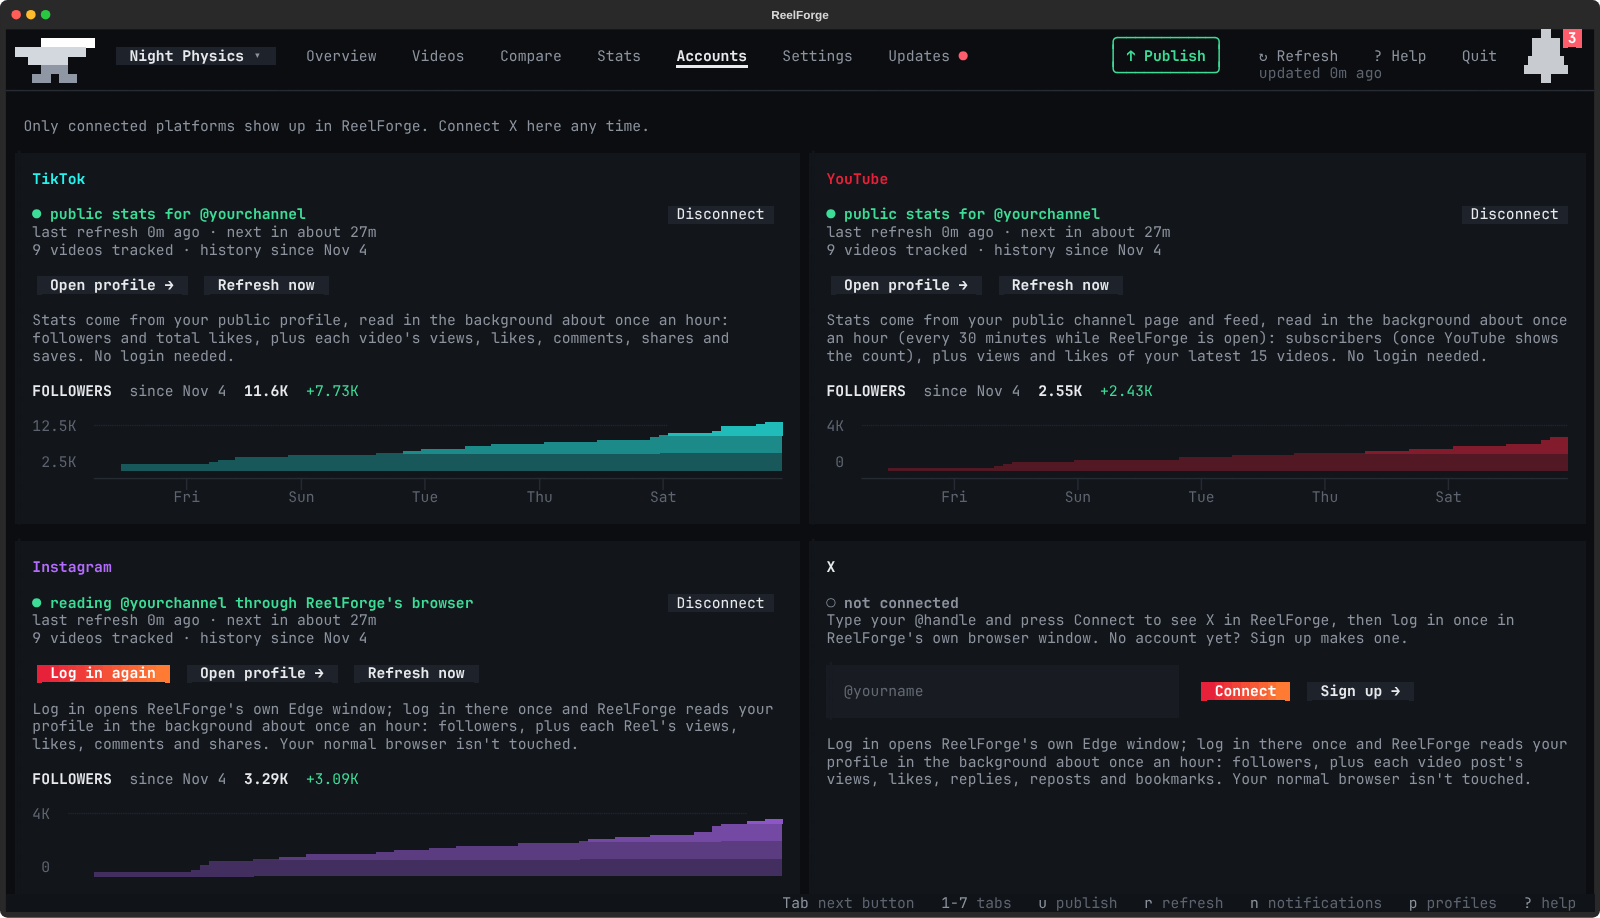 ReelForge
Night Physics ▾ Overview Videos Compare Stats Accounts Settings Updates ● ↑ Publish ↻ Refresh ? Help Quit 3
updated 0m ago
Only connected platforms show up in ReelForge. Connect X here any time.
TikTok
● public stats for @yourchannel Disconnect
last refresh 0m ago · next in about 27m
9 videos tracked · history since Nov 4
Open profile → Refresh now
Stats come from your public profile, read in the background about once an hour:
followers and total likes, plus each video's views, likes, comments, shares and
saves. No login needed.
FOLLOWERS since Nov 4 11.6K +7.73K
12.5K
2.5K
Fri Sun Tue Thu Sat
YouTube
● public stats for @yourchannel Disconnect
last refresh 0m ago · next in about 27m
9 videos tracked · history since Nov 4
Open profile → Refresh now
Stats come from your public channel page and feed, read in the background about once
an hour (every 30 minutes while ReelForge is open): subscribers (once YouTube shows
the count), plus views and likes of your latest 15 videos. No login needed.
FOLLOWERS since Nov 4 2.55K +2.43K
4K
0
Fri Sun Tue Thu Sat
Instagram
● reading @yourchannel through ReelForge's browser Disconnect
last refresh 0m ago · next in about 27m
9 videos tracked · history since Nov 4
Log in again Open profile → Refresh now
Log in opens ReelForge's own Edge window; log in there once and ReelForge reads your
profile in the background about once an hour: followers, plus each Reel's views,
likes, comments and shares. Your normal browser isn't touched.
FOLLOWERS since Nov 4 3.29K +3.09K
4K
0
X
○ not connected
Type your @handle and press Connect to see X in ReelForge, then log in once in
ReelForge's own browser window. No account yet? Sign up makes one.
@yourname Connect Sign up →
Log in opens ReelForge's own Edge window; log in there once and ReelForge reads your
profile in the background about once an hour: followers, plus each video post's
views, likes, replies, reposts and bookmarks. Your normal browser isn't touched.
Tab next button 1-7 tabs u publish r refresh n notifications p profiles ? help